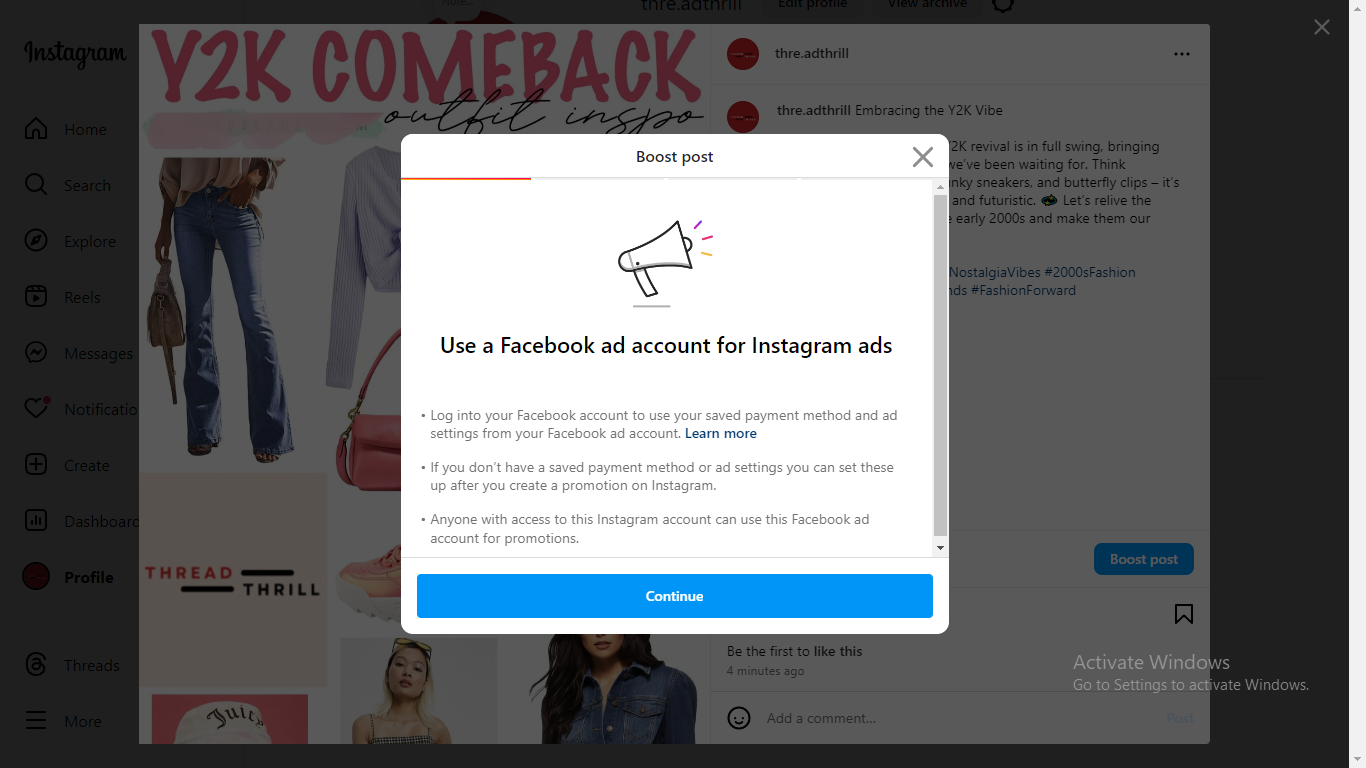 thre.adthrill
Edit profile
View archive
Note...
Instagram
Home
Search
Explore
Reels
Messages
Notificatio
Create
Dashboard
Profile
Threads
More
Y2K COMEBACK
outfit inspo
THREAD
THRILL
Juicy
thre.adthrill
thre.adthrill Embracing the Y2K Vibe
2K revival is in full swing, bringing
we've been waiting for. Think
nky sneakers, and butterfly clips – it's
and futuristic. Let's relive the
early 2000s and make them our
NostalgiaVibes #2000sFashion
nds #FashionForward
Boost post
Be the first to like this
4 minutes ago
Add a comment...
Post
Boost post
Use a Facebook ad account for Instagram ads
• Log into your Facebook account to use your saved payment method and ad
settings from your Facebook ad account. Learn more
• If you don't have a saved payment method or ad settings you can set these
up after you create a promotion on Instagram.
• Anyone with access to this Instagram account can use this Facebook ad
account for promotions.
Continue
Activate Windows
Go to Settings to activate Windows.